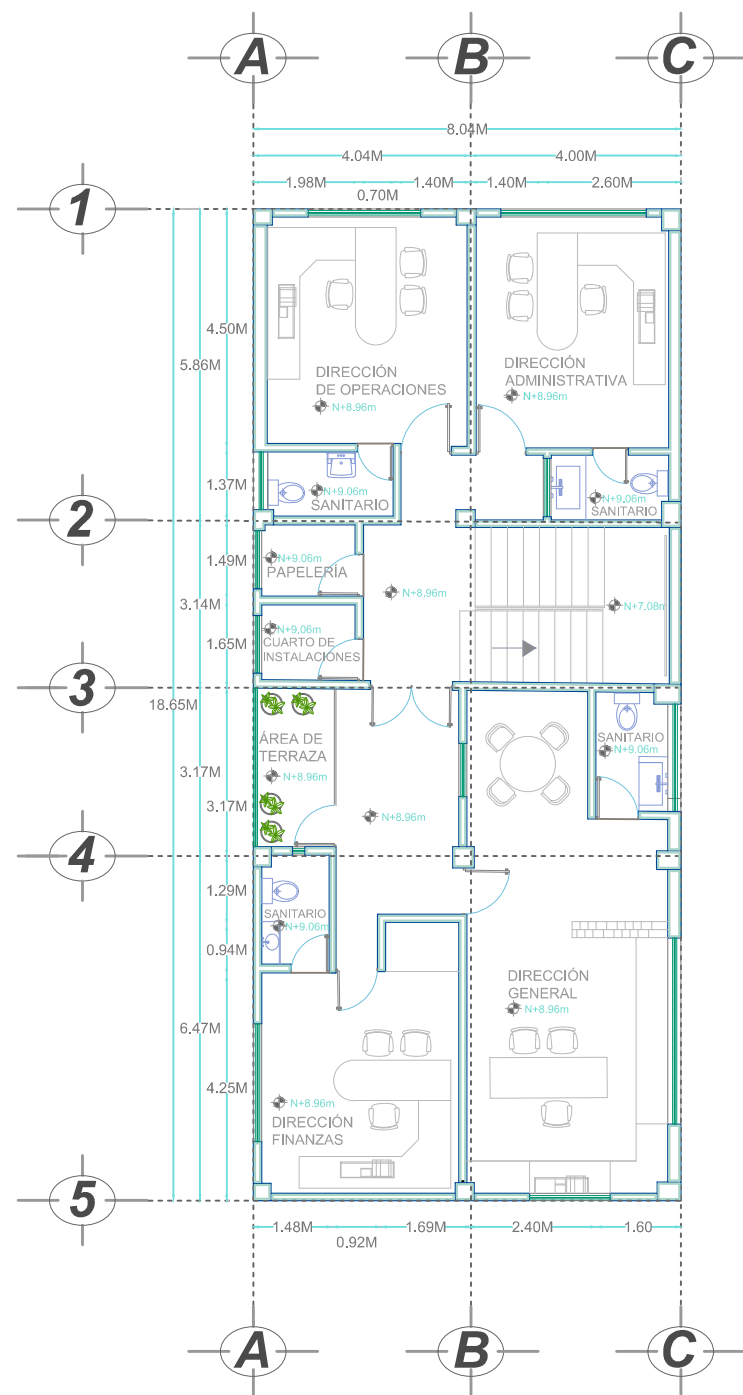 A B C
8.04M
4.04M 4.00M
1.98M 1.40M 1.40M 2.60M
0.70M
1
4.50M
5.86M
DIRECCIÓN
DE OPERACIONES
N+8.96m
DIRECCIÓN
ADMINISTRATIVA
N+8.96m
1.37M
N+9.06m
SANITARIO
N+9.06m
SANITARIO
2
1.49M
N+9.06m
PAPELERÍA
N+8.96m
N+7.08m
3.14M
1.65M
N+9.06m
CUARTO DE
INSTALACIONES
3
18.65M
ÁREA DE
TERRAZA
N+8.96m
SANITARIO
N+9.06m
3.17M
3.17M
N+8.96m
4
1.29M
SANITARIO
N+9.06m
0.94M
DIRECCIÓN
GENERAL
N+8.96m
6.47M
4.25M
N+8.96m
DIRECCIÓN
FINANZAS
5
1.48M 1.69M 2.40M 1.60
0.92M
A B C